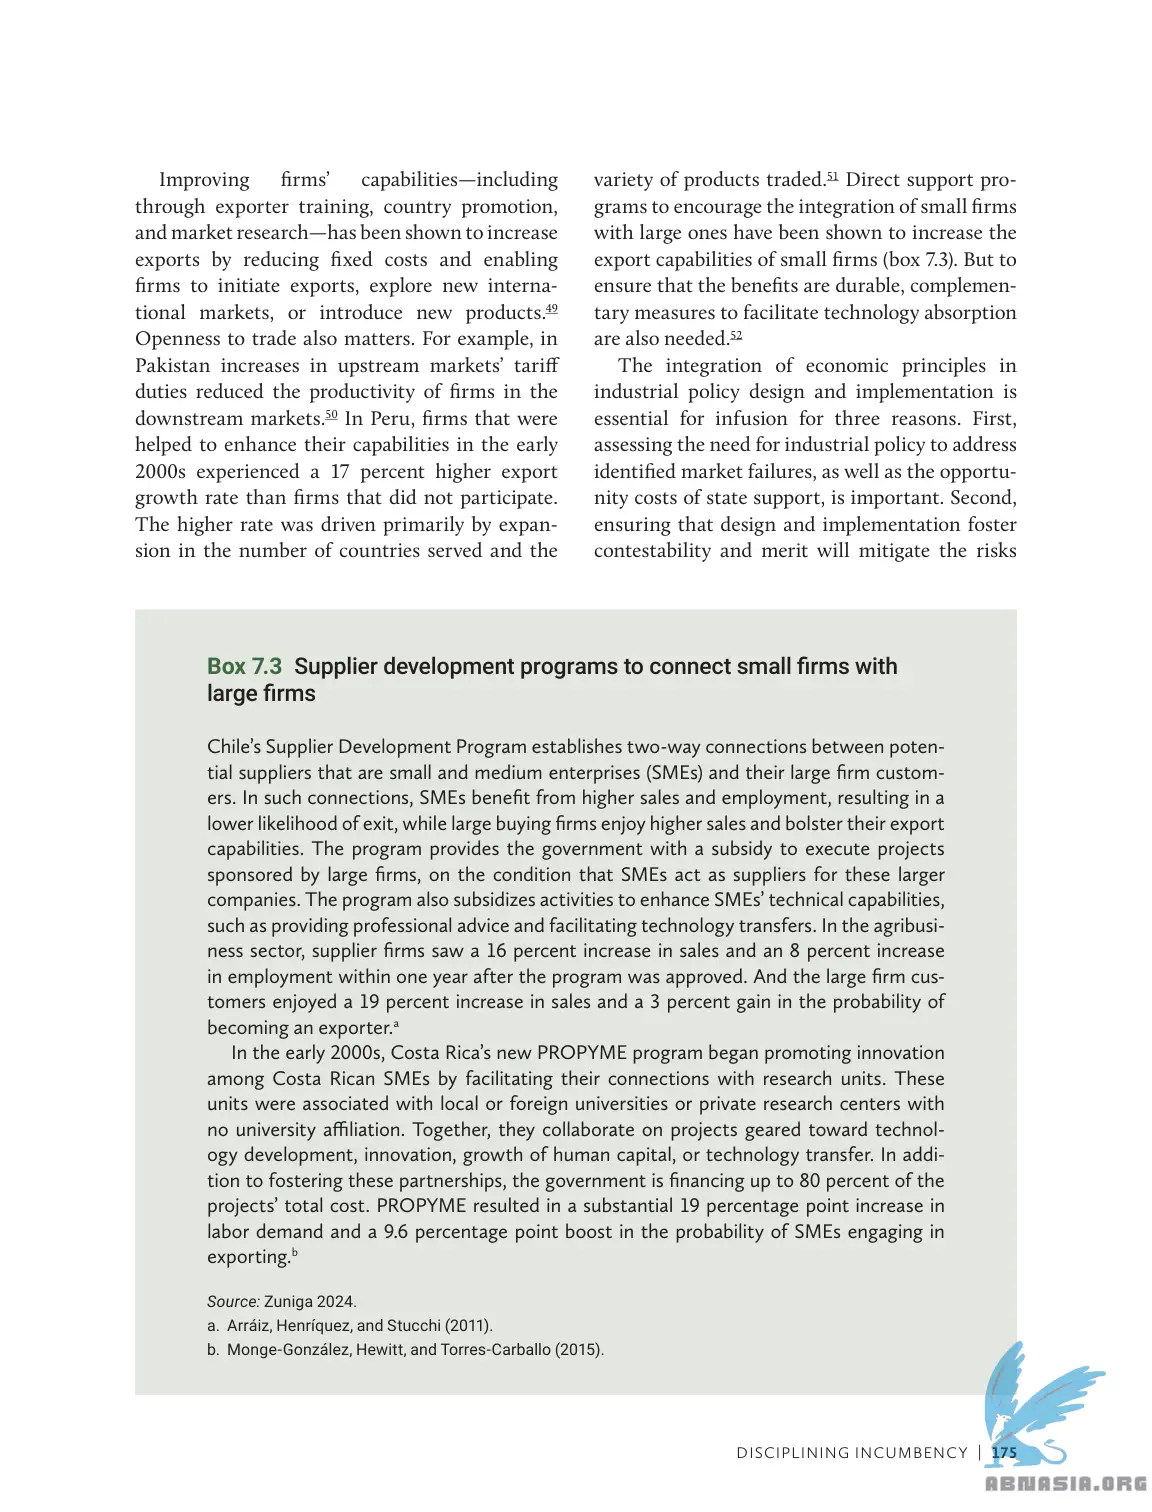 Improving firms’ capabilities—including
through exporter training, country promotion,
and market research—has been shown to increase
exports by reducing fixed costs and enabling
firms to initiate exports, explore new interna-
tional markets, or introduce new products.49
Openness to trade also matters. For example, in
Pakistan increases in upstream markets’ tariff
duties reduced the productivity of firms in the
downstream markets.50 In Peru, firms that were
helped to enhance their capabilities in the early
2000s experienced a 17 percent higher export
growth rate than firms that did not participate.
The higher rate was driven primarily by expan-
sion in the number of countries served and the
variety of products traded.51 Direct support pro-
grams to encourage the integration of small firms
with large ones have been shown to increase the
export capabilities of small firms (box 7.3). But to
ensure that the benefits are durable, complemen-
tary measures to facilitate technology absorption
are also needed.52
The integration of economic principles in
industrial policy design and implementation is
essential for infusion for three reasons. First,
assessing the need for industrial policy to address
identified market failures, as well as the opportu-
nity costs of state support, is important. Second,
ensuring that design and implementation foster
contestability and merit will mitigate the risks
Box 7.3 Supplier development programs to connect small firms with
large firms
Chile’s Supplier Development Program establishes two-way connections between poten-
tial suppliers that are small and medium enterprises (SMEs) and their large firm custom-
ers. In such connections, SMEs benefit from higher sales and employment, resulting in a
lower likelihood of exit, while large buying firms enjoy higher sales and bolster their export
capabilities. The program provides the government with a subsidy to execute projects
sponsored by large firms, on the condition that SMEs act as suppliers for these larger
companies. The program also subsidizes activities to enhance SMEs’ technical capabilities,
such as providing professional advice and facilitating technology transfers. In the agribusi-
ness sector, supplier firms saw a 16 percent increase in sales and an 8 percent increase
in employment within one year after the program was approved. And the large firm cus-
tomers enjoyed a 19 percent increase in sales and a 3 percent gain in the probability of
becoming an exporter.a
In the early 2000s, Costa Rica’s new PROPYME program began promoting innovation
among Costa Rican SMEs by facilitating their connections with research units. These
units were associated with local or foreign universities or private research centers with
no university affiliation. Together, they collaborate on projects geared toward technol-
ogy development, innovation, growth of human capital, or technology transfer. In addi-
tion to fostering these partnerships, the government is financing up to 80 percent of the
projects’ total cost. PROPYME resulted in a substantial 19 percentage point increase in
labor demand and a 9.6 percentage point boost in the probability of SMEs engaging in
exporting.b
Source: Zuniga 2024.
a. Arráiz, Henríquez, and Stucchi (2011).
b. Monge-González, Hewitt, and Torres-Carballo (2015).
DISCIPLINING INCUMBENCY | 175
ABNASIA.ORG